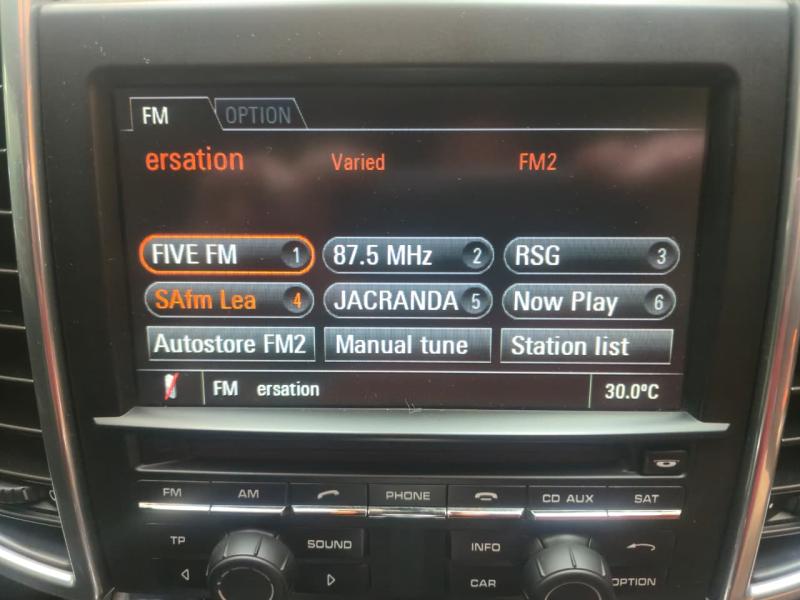 FM OPTION
ersation Varied FM2
FIVE FM 1 87.5 MHz 2 RSG 3
SAfm Lea 4 JACRANDA 5 Now Play 6
Autostore FM2 Manual tune Station list
FM ersation 30.0ºC
FM AM PHONE CD AUX SAT
TP SOUND INFO
CAR OPTION